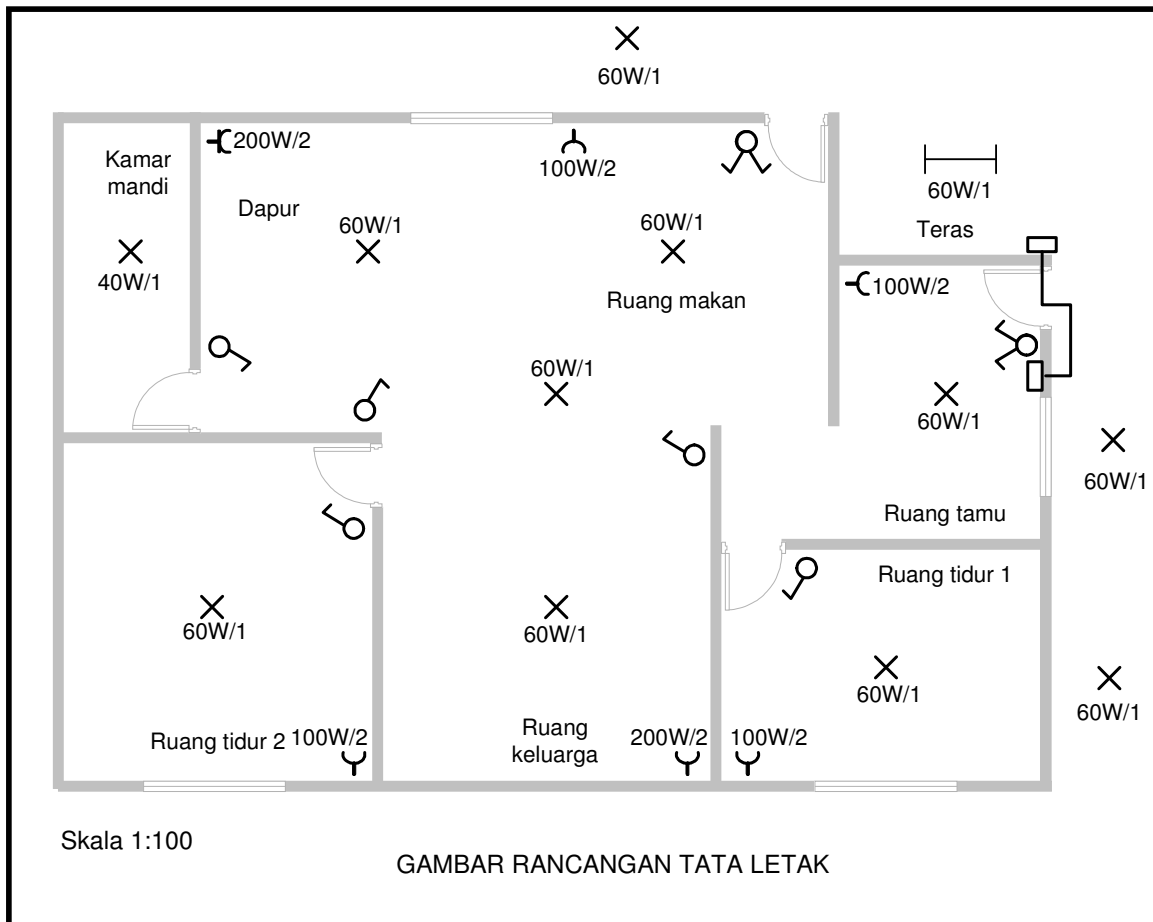 60W/1
Kamar
mandi
200W/2
100W/2
60W/1
Dapur
60W/1
60W/1
Teras
40W/1
Ruang makan
100W/2
60W/1
60W/1
60W/1
Ruang tamu
Ruang tidur 1
60W/1
60W/1
60W/1
60W/1
Ruang tidur 2
100W/2
Ruang
keluarga
200W/2
100W/2
Skala 1:100
GAMBAR RANCANGAN TATA LETAK